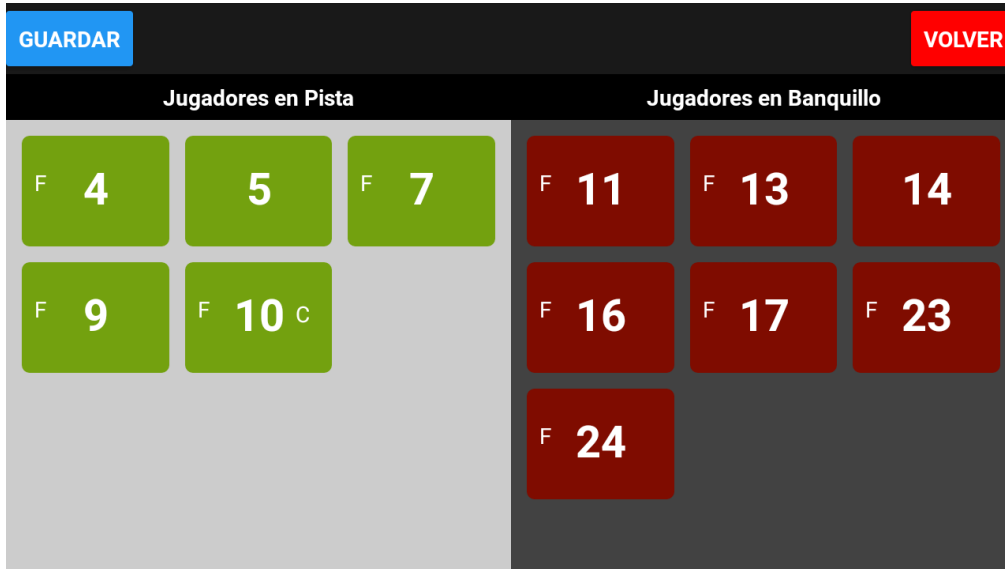 GUARDAR VOLVER
Jugadores en Pista Jugadores en Banquillo
F 4 5 F 7 F 11 F 13 14
F 9 F 10 C F 16 F 17 F 23
F 24